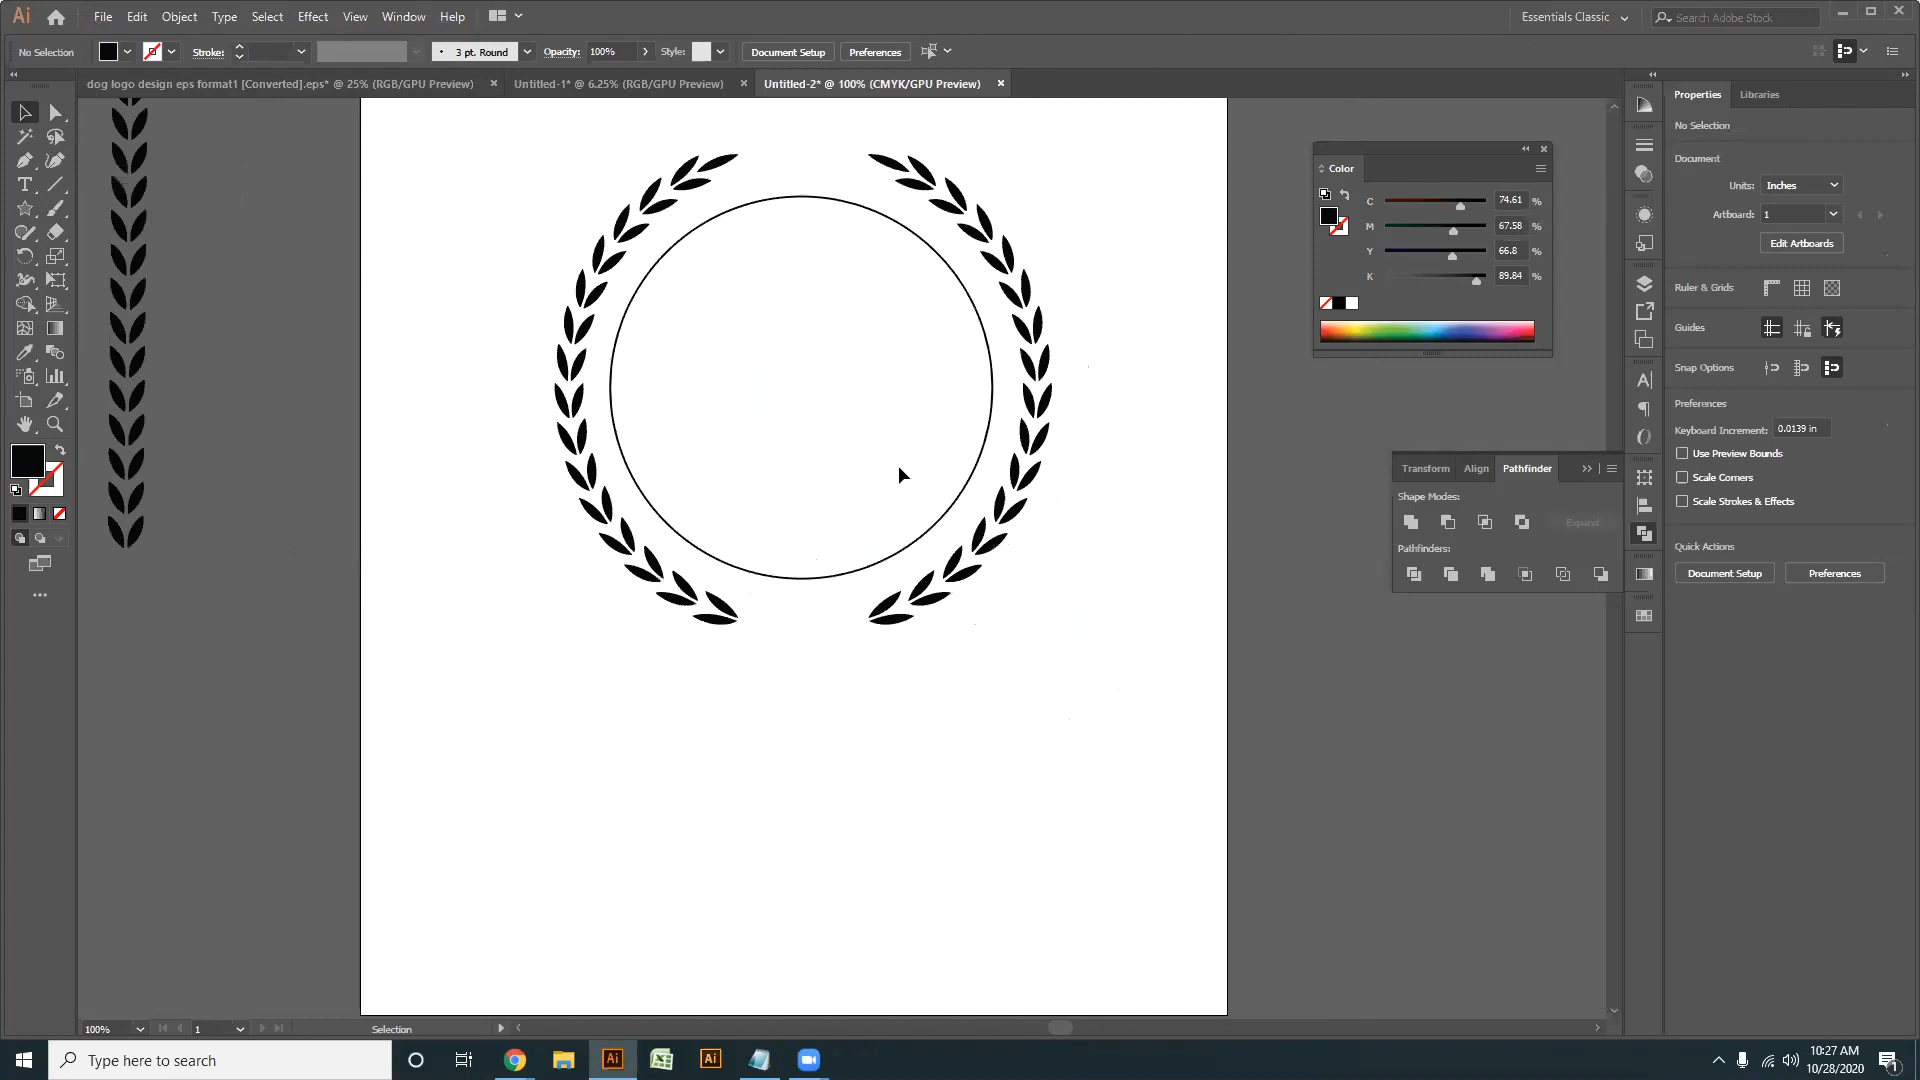 Ai File Edit Object Type Select Effect View Window Help Essentials Classic Search Adobe Stock
No Selection Stroke: • 3 pt. Round Opacity: 100% Style: Document Setup Preferences
dog logo design eps format1 [Converted].eps* @ 25% (RGB/GPU Preview) Untitled-1* @ 6.25% (RGB/GPU Preview) Untitled-2* @ 100% (CMYK/GPU Preview)
Properties Libraries
No Selection
Document
Units: Inches
Artboard: 1
Edit Artboards
Ruler & Grids
Guides
Snap Options
Preferences
Keyboard Increment: 0.0139 in
Use Preview Bounds
Scale Corners
Scale Strokes & Effects
Quick Actions
Document Setup Preferences
Color
C 74.61 %
M 67.58 %
Y 66.8 %
K 89.84 %
Transform Align Pathfinder
Shape Modes:
Expand
Pathfinders:
100% 1 Selection
Type here to search
Ai Ai
10:27 AM
10/28/2020
1